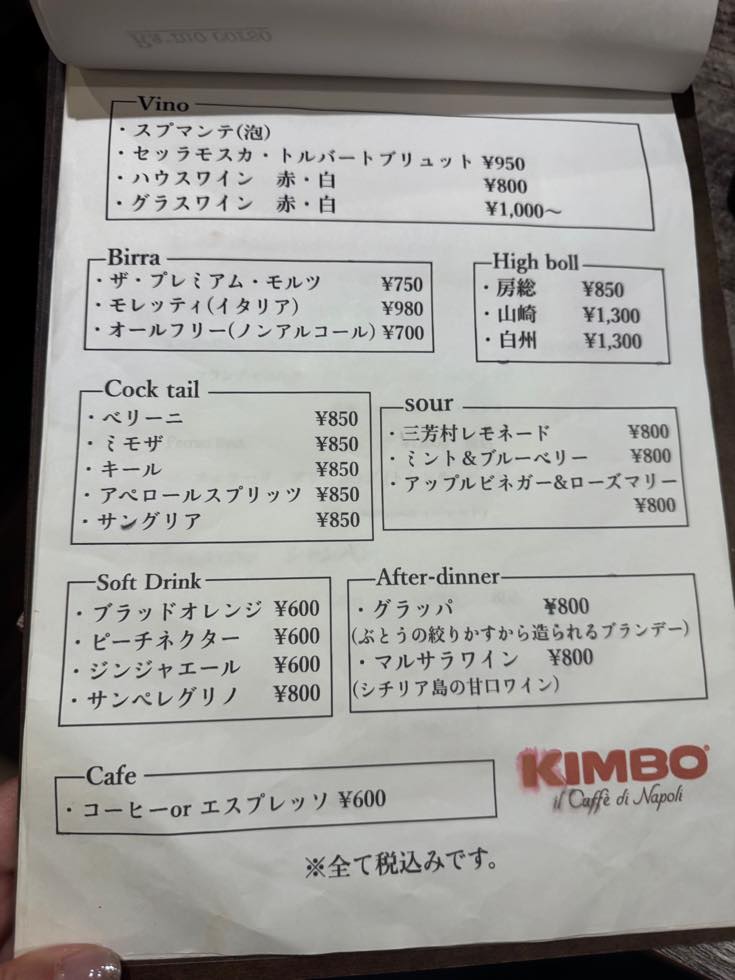 Vino
・スプマンテ(泡)
・セッラモスカ・トルバートブリュット ¥950
・ハウスワイン 赤・白 ¥800
・グラスワイン 赤・白 ¥1,000〜
Birra
・ザ・プレミアム・モルツ ¥750
・モレッティ(イタリア) ¥980
・オールフリー(ノンアルコール) ¥700
High boll
・房総 ¥850
・山崎 ¥1,300
・白州 ¥1,300
Cock tail
・ベリーニ ¥850
・ミモザ ¥850
・キール ¥850
・アペロールスプリッツ ¥850
・サングリア ¥850
sour
・三芳村レモネード ¥800
・ミント&ブルーベリー ¥800
・アップルビネガー&ローズマリー
¥800
Soft Drink
・ブラッドオレンジ ¥600
・ピーチネクター ¥600
・ジンジャエール ¥600
・サンペレグリノ ¥800
After-dinner
・グラッパ ¥800
(ぶとうの絞りかすから造られるブランデー)
・マルサラワイン ¥800
(シチリア島の甘口ワイン)
Cafe
・コーヒーor エスプレッソ ¥600
KIMBO
il Caffè di Napoli
※全て税込みです。